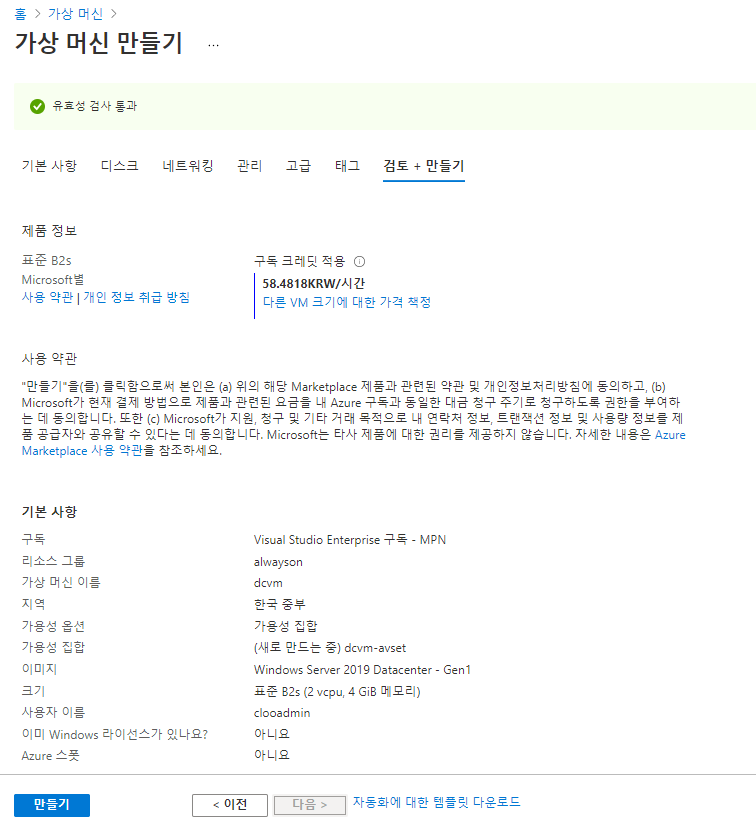 홈 > 가상 머신 >
가상 머신 만들기 ...
유효성 검사 통과
기본 사항 디스크 네트워킹 관리 고급 태그 검토 + 만들기
제품 정보
표준 B2s
Microsoft별
사용 약관 | 개인 정보 취급 방침
구독 크레딧 적용
58.4818KRW/시간
다른 VM 크기에 대한 가격 책정
사용 약관
"만들기"을(를) 클릭함으로써 본인은 (a) 위의 해당 Marketplace 제품과 관련된 약관 및 개인정보처리방침에 동의하고, (b)
Microsoft가 현재 결제 방법으로 제품과 관련된 요금을 내 Azure 구독과 동일한 대금 청구 주기로 청구하도록 권한을 부여하
는 데 동의합니다. 또한 (c) Microsoft가 지원, 청구 및 기타 거래 목적으로 내 연락처 정보, 트랜잭션 정보 및 사용량 정보를 제
품 공급자와 공유할 수 있다는 데 동의합니다. Microsoft는 타사 제품에 대한 권리를 제공하지 않습니다. 자세한 내용은 Azure
Marketplace 사용 약관을 참조하세요.
기본 사항
구독 Visual Studio Enterprise 구독 - MPN
리소스 그룹 alwayson
가상 머신 이름 dcvm
지역 한국 중부
가용성 옵션 가용성 집합
가용성 집합 (새로 만드는 중) dcvm-avset
이미지 Windows Server 2019 Datacenter - Gen1
크기 표준 B2s (2 vcpu, 4 GiB 메모리)
사용자 이름 clooadmin
이미 Windows 라이선스가 있나요? 아니요
Azure 스폿 아니요
만들기 < 이전 다음 > 자동화에 대한 템플릿 다운로드